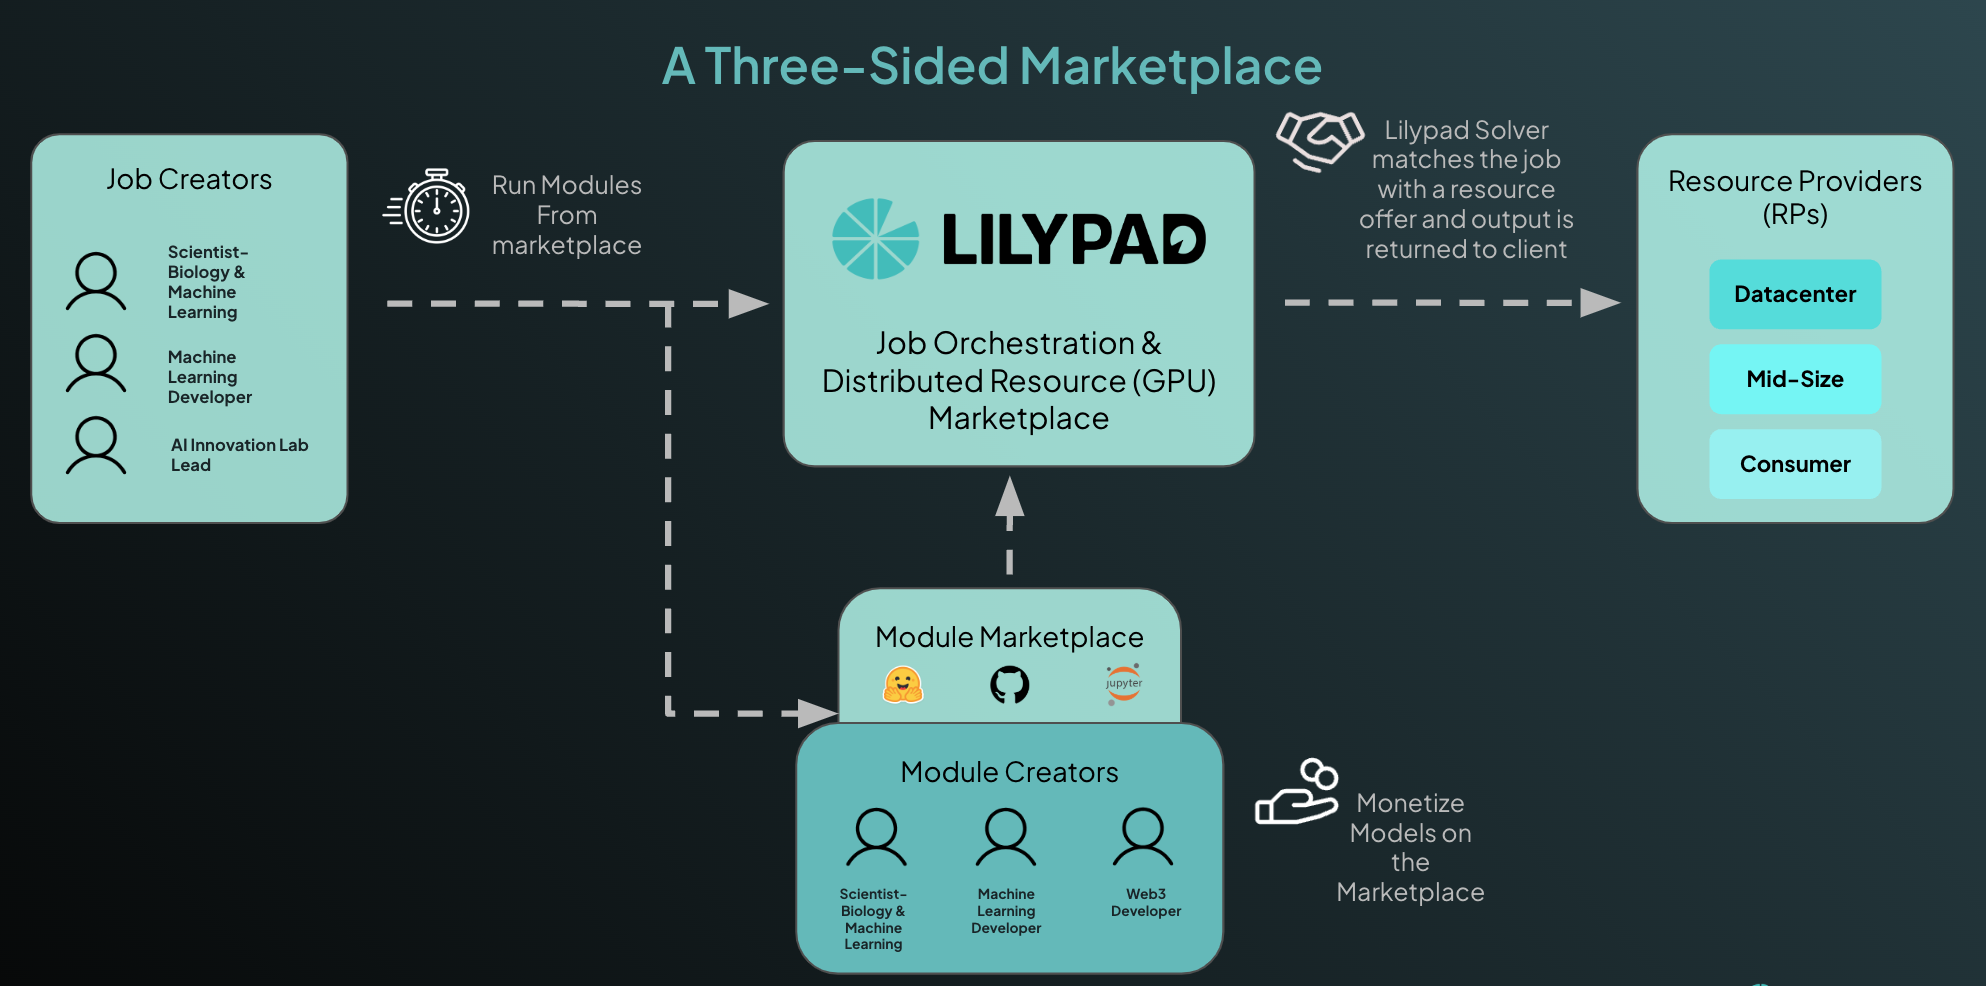 A Three-Sided Marketplace
Job Creators
Scientist-
Biology &
Machine
Learning
Machine
Learning
Developer
AI Innovation Lab
Lead
Run Modules
From
marketplace
LILYPAD
Job Orchestration &
Distributed Resource (GPU)
Marketplace
Lilypad Solver
matches the job
with a resource
offer and output is
returned to client
Resource Providers
(RPs)
Datacenter
Mid-Size
Consumer
Module Marketplace
jupyter
Module Creators
Scientist-
Biology &
Machine
Learning
Machine
Learning
Developer
Web3
Developer
Monetize
Models on
the
Marketplace